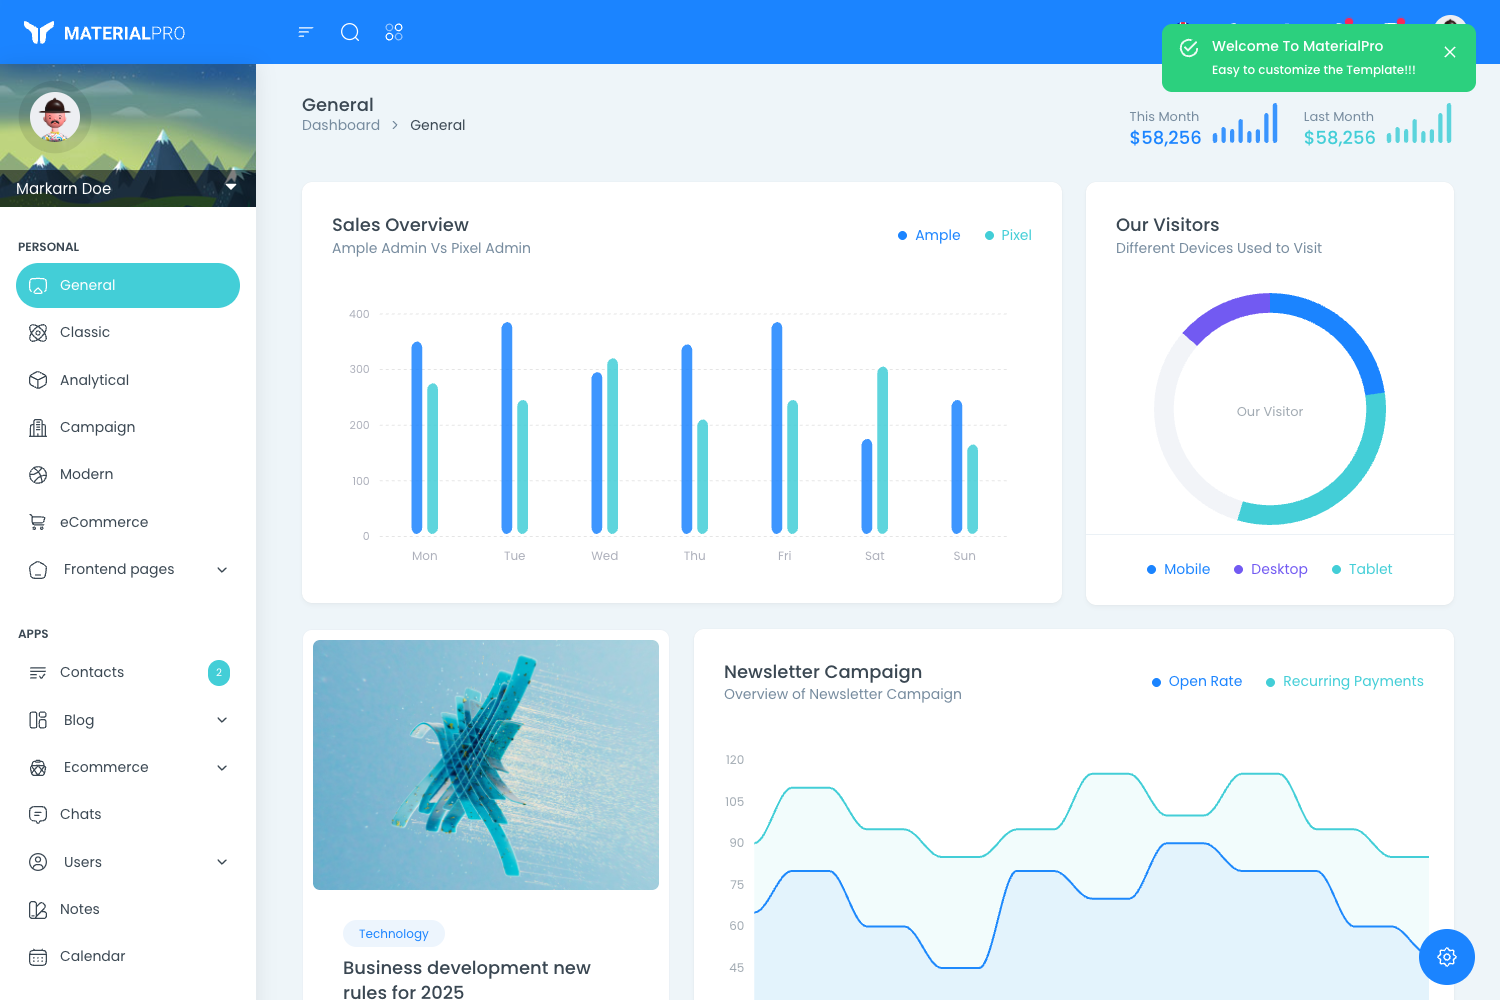 MATERIALPRO
Welcome To MaterialPro
Easy to customize the Template!!!
Markarn Doe
PERSONAL
General
Classic
Analytical
Campaign
Modern
eCommerce
Frontend pages
APPS
Contacts
2
Blog
Ecommerce
Chats
Users
Notes
Calendar
General
Dashboard > General
This Month
$58,256
Last Month
$58,256
Sales Overview
Ample Admin Vs Pixel Admin
Ample
Pixel
400
300
200
100
0
Mon
Tue
Wed
Thu
Fri
Sat
Sun
Our Visitors
Different Devices Used to Visit
Our Visitor
Mobile
Desktop
Tablet
Technology
Business development new
rules for 2025
Newsletter Campaign
Overview of Newsletter Campaign
Open Rate
Recurring Payments
120
105
90
75
60
45